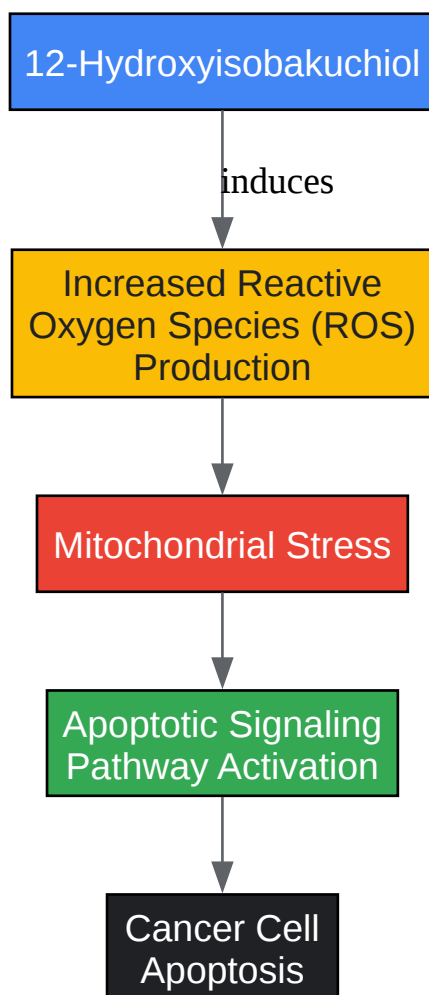 12-Hydroxyisobakuchiol
induces
Increased Reactive
Oxygen Species (ROS)
Production
Mitochondrial Stress
Apoptotic Signaling
Pathway Activation
Cancer Cell
Apoptosis